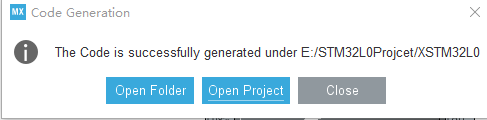 MX Code Generation
The Code is successfully generated under E:/STM32L0Projcet/XSTM32L0
Open Folder Open Project Close